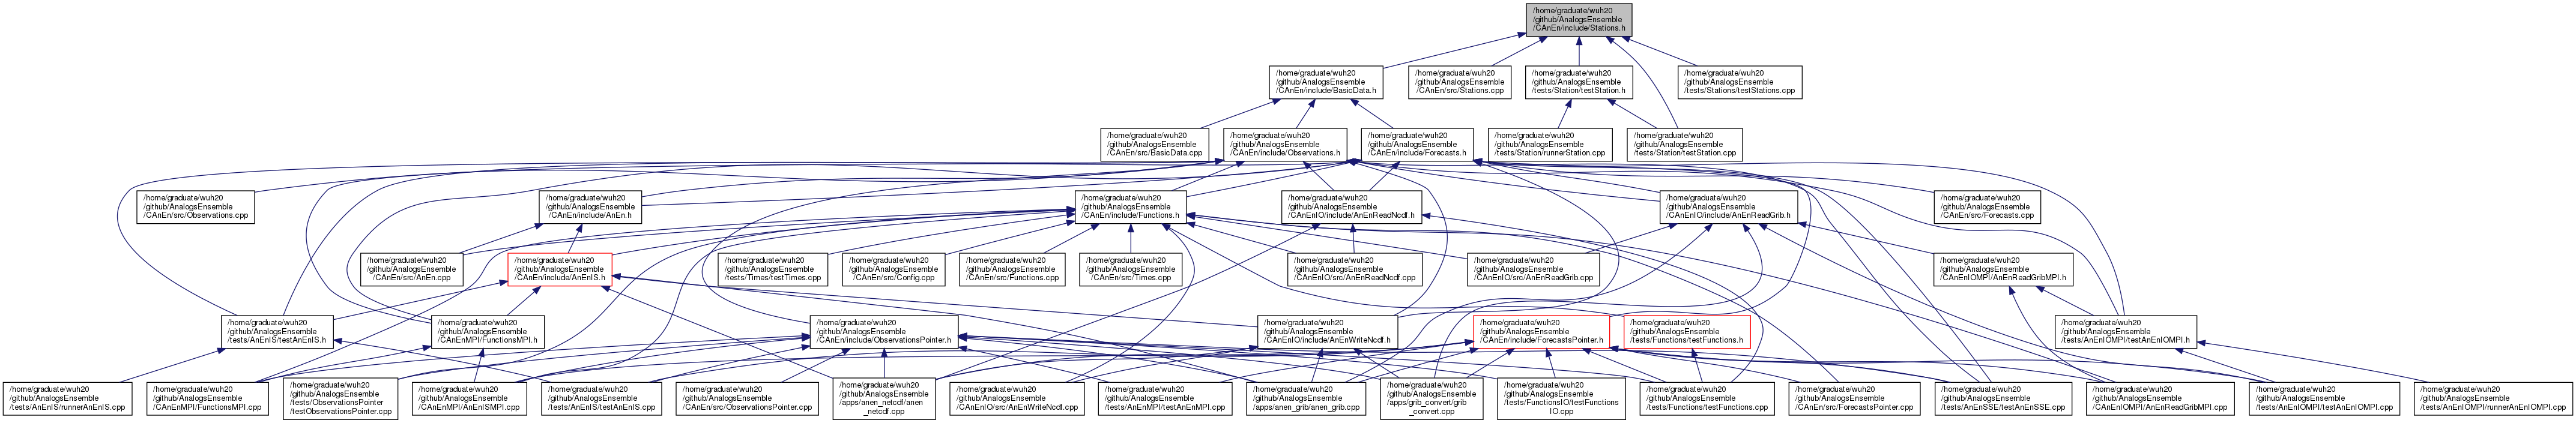 /home/graduate/wuh20
/github/AnalogsEnsemble
/CAnEn/include/Stations.h
/home/graduate/wuh20
/github/AnalogsEnsemble
/CAnEn/include/BasicData.h
/home/graduate/wuh20
/github/AnalogsEnsemble
/CAnEn/src/Stations.cpp
/home/graduate/wuh20
/github/AnalogsEnsemble
/tests/Station/testStation.h
/home/graduate/wuh20
/github/AnalogsEnsemble
/tests/Stations/testStations.cpp
/home/graduate/wuh20
/github/AnalogsEnsemble
/CAnEn/src/BasicData.cpp
/home/graduate/wuh20
/github/AnalogsEnsemble
/CAnEn/include/Observations.h
/home/graduate/wuh20
/github/AnalogsEnsemble
/CAnEn/include/Forecasts.h
/home/graduate/wuh20
/github/AnalogsEnsemble
/tests/Station/runnerStation.cpp
/home/graduate/wuh20
/github/AnalogsEnsemble
/tests/Station/testStation.cpp
/home/graduate/wuh20
/github/AnalogsEnsemble
/CAnEn/src/Observations.cpp
/home/graduate/wuh20
/github/AnalogsEnsemble
/CAnEn/include/AnEn.h
/home/graduate/wuh20
/github/AnalogsEnsemble
/CAnEn/include/Functions.h
/home/graduate/wuh20
/github/AnalogsEnsemble
/CAnEnIO/include/AnEnReadNcdf.h
/home/graduate/wuh20
/github/AnalogsEnsemble
/CAnEnIO/include/AnEnReadGrib.h
/home/graduate/wuh20
/github/AnalogsEnsemble
/CAnEn/src/Forecasts.cpp
/home/graduate/wuh20
/github/AnalogsEnsemble
/CAnEn/src/AnEn.cpp
/home/graduate/wuh20
/github/AnalogsEnsemble
/CAnEn/include/AnEnIS.h
/home/graduate/wuh20
/github/AnalogsEnsemble
/tests/Times/testTimes.cpp
/home/graduate/wuh20
/github/AnalogsEnsemble
/CAnEn/src/Config.cpp
/home/graduate/wuh20
/github/AnalogsEnsemble
/CAnEn/src/Functions.cpp
/home/graduate/wuh20
/github/AnalogsEnsemble
/CAnEn/src/Times.cpp
/home/graduate/wuh20
/github/AnalogsEnsemble
/CAnEnIO/src/AnEnReadNcdf.cpp
/home/graduate/wuh20
/github/AnalogsEnsemble
/CAnEnIO/src/AnEnReadGrib.cpp
/home/graduate/wuh20
/github/AnalogsEnsemble
/CAnEnIOMPI/AnEnReadGribMPI.h
/home/graduate/wuh20
/github/AnalogsEnsemble
/tests/AnEnIS/testAnEnIS.h
/home/graduate/wuh20
/github/AnalogsEnsemble
/CAnEnMPI/FunctionsMPI.h
/home/graduate/wuh20
/github/AnalogsEnsemble
/CAnEn/include/ObservationsPointer.h
/home/graduate/wuh20
/github/AnalogsEnsemble
/CAnEnIO/include/AnEnWriteNcdf.h
/home/graduate/wuh20
/github/AnalogsEnsemble
/CAnEn/include/ForecastsPointer.h
/home/graduate/wuh20
/github/AnalogsEnsemble
/tests/Functions/testFunctions.h
/home/graduate/wuh20
/github/AnalogsEnsemble
/tests/AnEnIOMPI/testAnEnIOMPI.h
/home/graduate/wuh20
/github/AnalogsEnsemble
/tests/AnEnIS/runnerAnEnIS.cpp
/home/graduate/wuh20
/github/AnalogsEnsemble
/CAnEnMPI/FunctionsMPI.cpp
/home/graduate/wuh20
/github/AnalogsEnsemble
/tests/ObservationsPointer
/testObservationsPointer.cpp
/home/graduate/wuh20
/github/AnalogsEnsemble
/CAnEnMPI/AnEnISMPI.cpp
/home/graduate/wuh20
/github/AnalogsEnsemble
/tests/AnEnIS/testAnEnIS.cpp
/home/graduate/wuh20
/github/AnalogsEnsemble
/CAnEn/src/ObservationsPointer.cpp
/home/graduate/wuh20
/github/AnalogsEnsemble
/apps/anen_netcdf/anen
_netcdf.cpp
/home/graduate/wuh20
/github/AnalogsEnsemble
/CAnEnIO/src/AnEnWriteNcdf.cpp
/home/graduate/wuh20
/github/AnalogsEnsemble
/tests/AnEnMPI/testAnEnMPI.cpp
/home/graduate/wuh20
/github/AnalogsEnsemble
/apps/anen_grib/anen_grib.cpp
/home/graduate/wuh20
/github/AnalogsEnsemble
/apps/grib_convert/grib
_convert.cpp
/home/graduate/wuh20
/github/AnalogsEnsemble
/tests/FunctionsIO/testFunctions
IO.cpp
/home/graduate/wuh20
/github/AnalogsEnsemble
/tests/Functions/testFunctions.cpp
/home/graduate/wuh20
/github/AnalogsEnsemble
/CAnEn/src/ForecastsPointer.cpp
/home/graduate/wuh20
/github/AnalogsEnsemble
/tests/AnEnSSE/testAnEnSSE.cpp
/home/graduate/wuh20
/github/AnalogsEnsemble
/CAnEnIOMPI/AnEnReadGribMPI.cpp
/home/graduate/wuh20
/github/AnalogsEnsemble
/tests/AnEnIOMPI/testAnEnIOMPI.cpp
/home/graduate/wuh20
/github/AnalogsEnsemble
/tests/AnEnIOMPI/runnerAnEnIOMPI.cpp